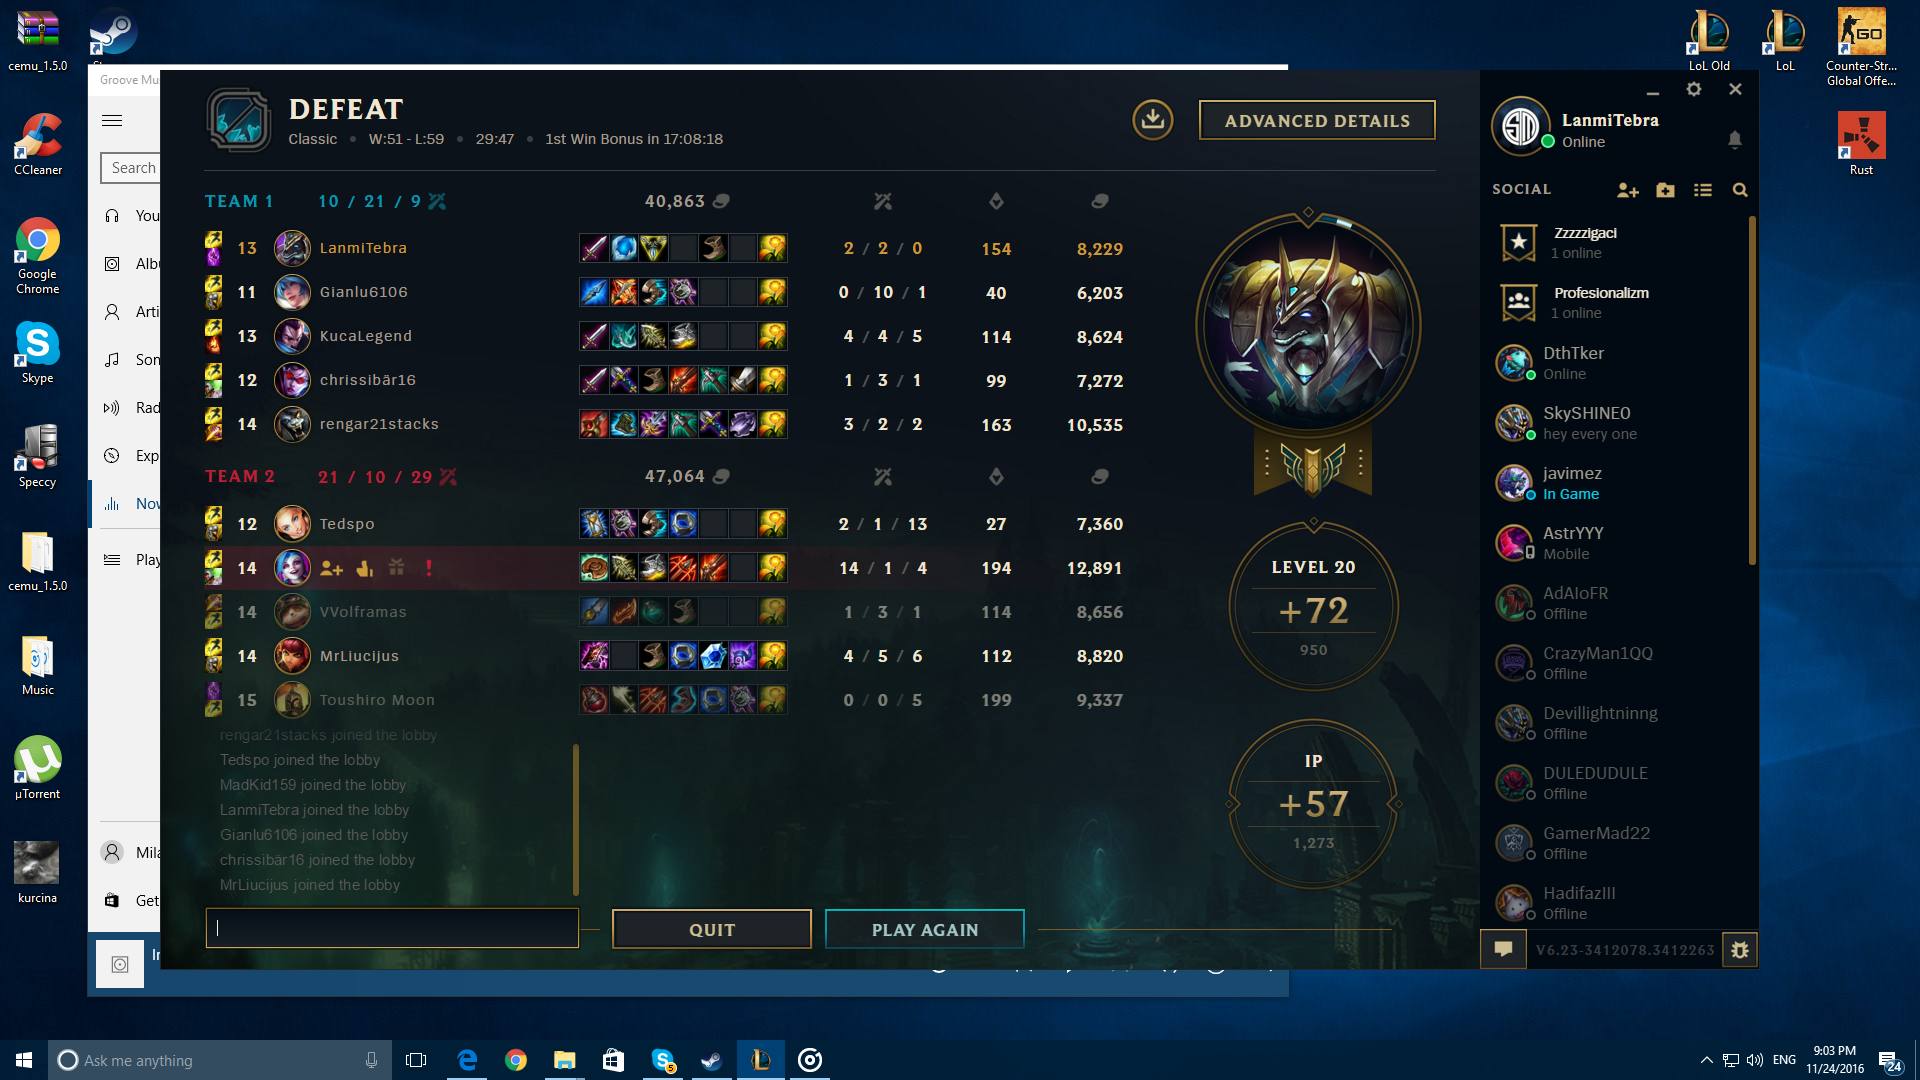 cemu_1.5.0
CCleaner
Google
Chrome
Skype
Speccy
cemu_1.5.0
Music
µTorrent
kurcina
LoL Old
LoL
Counter-Str...
Global Offe...
Rust
Groove Mus
Search
You
Albu
Arti
Son
Rad
Exp
Now
Play
Mila
Get
DEFEAT
Classic • W:51 - L:59 • 29:47 • 1st Win Bonus in 17:08:18
ADVANCED DETAILS
TEAM 1 10 / 21 / 9 40,863
13 LanmiTebra 2 / 2 / 0 154 8,229
11 Gianlu6106 0 / 10 / 1 40 6,203
13 KucaLegend 4 / 4 / 5 114 8,624
12 chrissibär16 1 / 3 / 1 99 7,272
14 rengar21stacks 3 / 2 / 2 163 10,535
TEAM 2 21 / 10 / 29 47,064
12 Tedspo 2 / 1 / 13 27 7,360
14 14 / 1 / 4 194 12,891
14 VVolframas 1 / 3 / 1 114 8,656
14 MrLiucijus 4 / 5 / 6 112 8,820
15 Toushiro Moon 0 / 0 / 5 199 9,337
rengar21stacks joined the lobby
Tedspo joined the lobby
MadKid159 joined the lobby
LanmiTebra joined the lobby
Gianlu6106 joined the lobby
chrissibär16 joined the lobby
MrLiucijus joined the lobby
QUIT
PLAY AGAIN
LEVEL 20
+72
950
IP
+57
1,273
LanmiTebra
Online
SOCIAL
Zzzzzigaci
1 online
Profesionalizm
1 online
DthTker
Online
SkySHINE0
hey every one
javimez
In Game
AstrYYY
Mobile
AdAloFR
Offline
CrazyMan1QQ
Offline
Devillightninng
Offline
DULEDUDULE
Offline
GamerMad22
Offline
HadifazIII
Offline
V6.23-3412078.3412263
Ask me anything
5
ENG
9:03 PM
11/24/2016
24